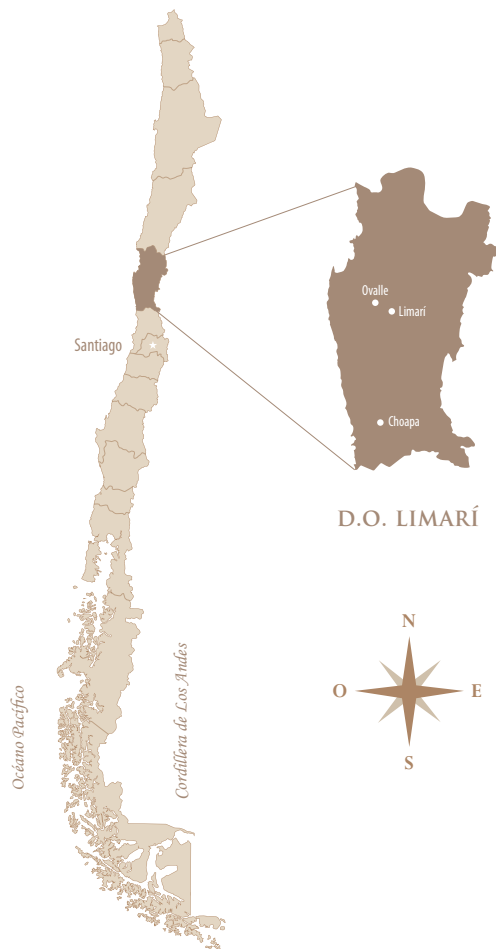 Ovalle
Limarí
Santiago
Choapa
D.O. LIMARÍ
N
O
E
S
Océano Pacífico
Cordillera de Los Andes